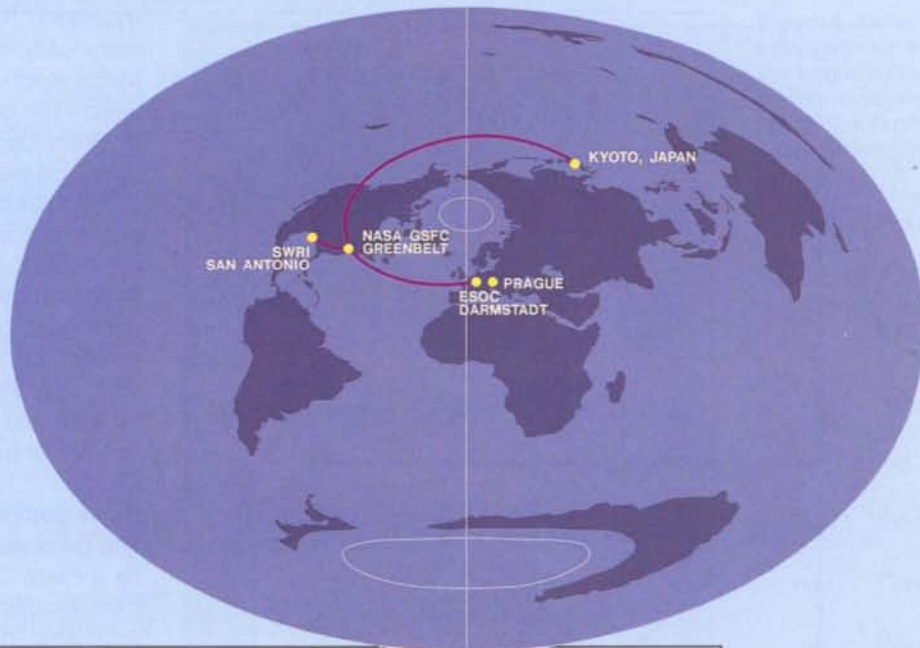 KYOTO, JAPAN
NASA GSFC
GREENBELT
SWRI
SAN ANTONIO
PRAGUE
ESOC
DARMSTADT